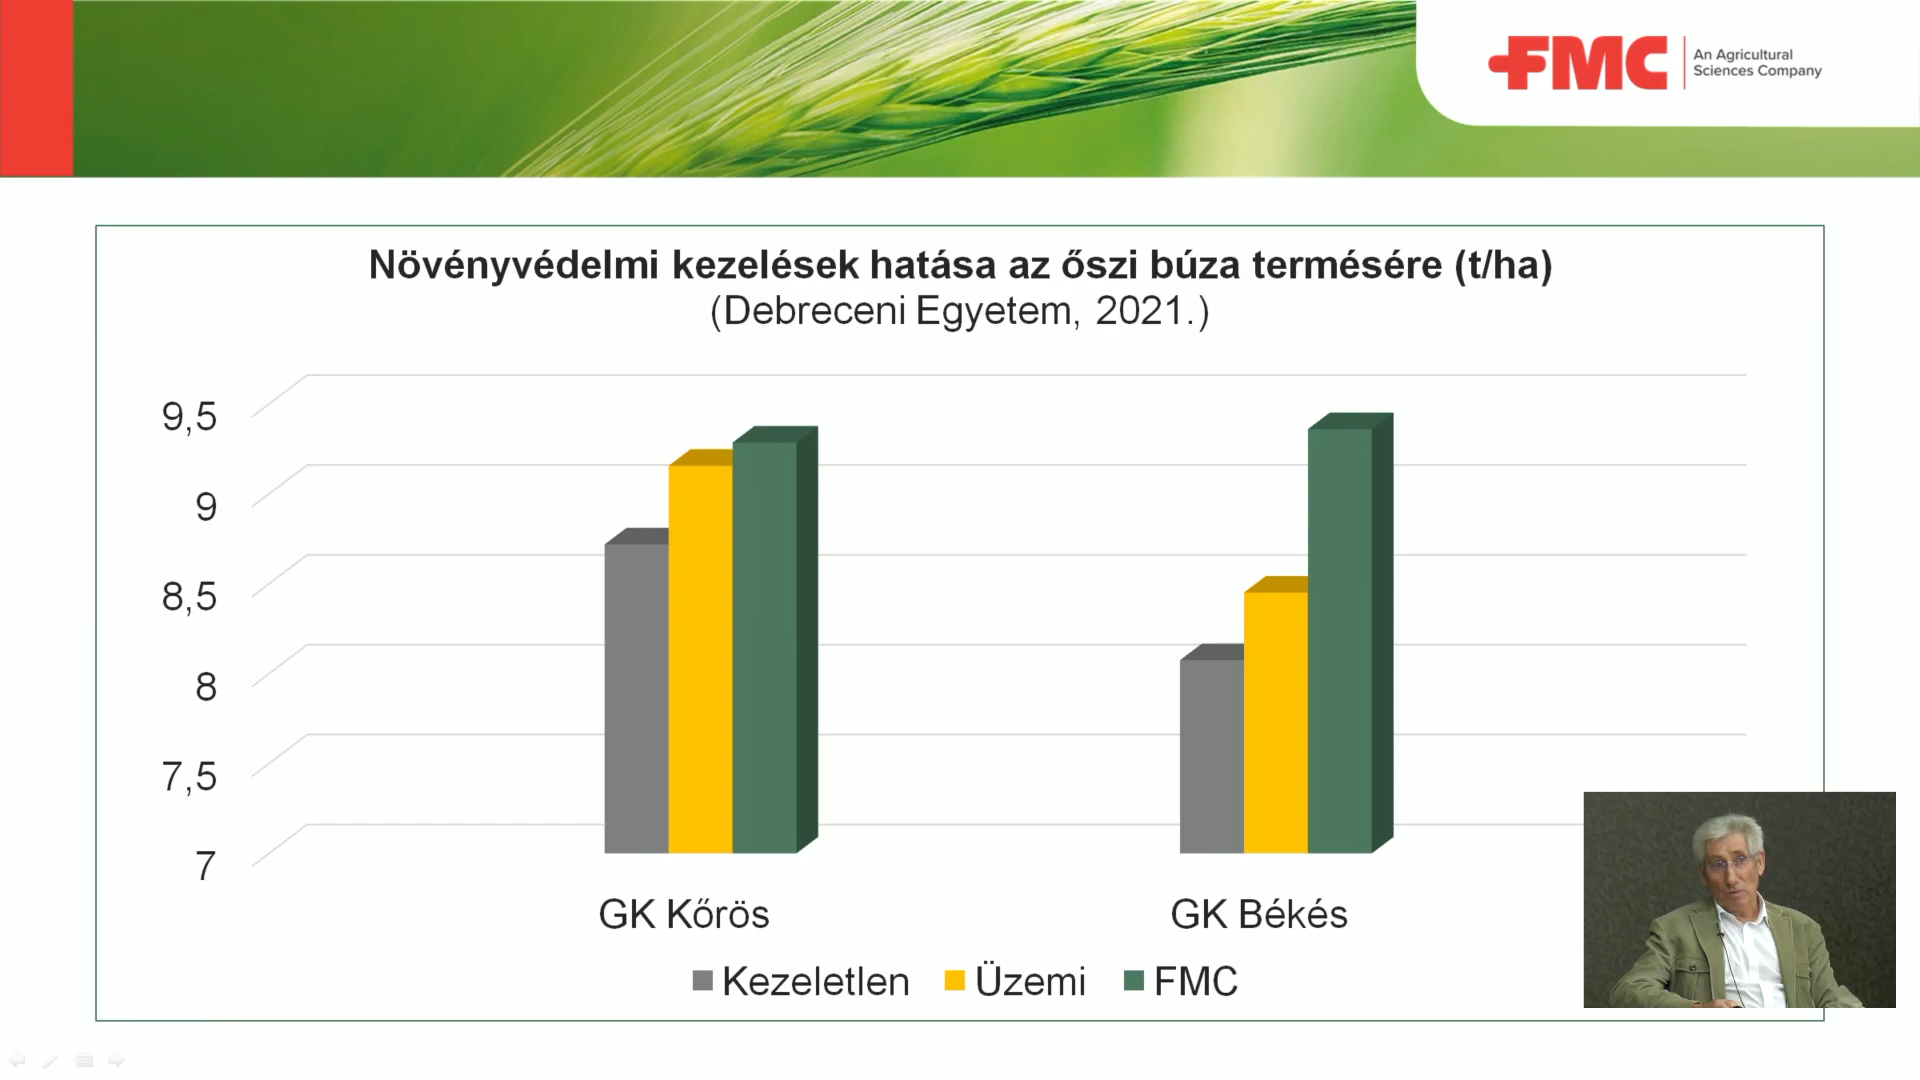 FMC
An Agricultural
Sciences Company
Növényvédelmi kezelések hatása az őszi búza termésére (t/ha)
(Debreceni Egyetem, 2021.)
9,5
9
8,5
8
7,5
7
GK Kőrös GK Békés
Kezeletlen Üzemi FMC